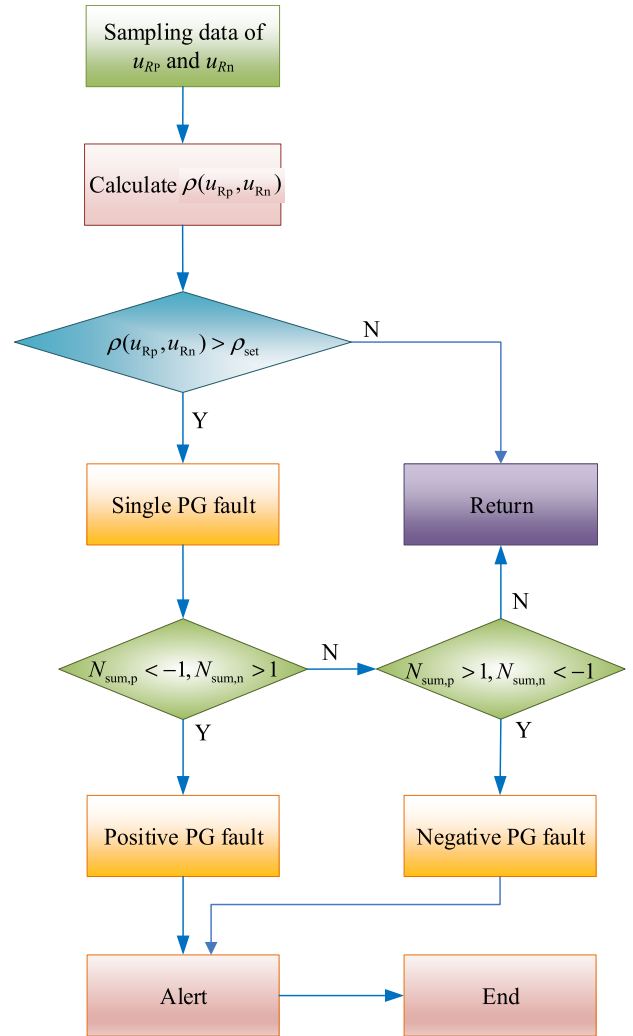 Sampling data of
u_RP and u_Rn
Calculate ρ(u_Rp, u_Rn)
ρ(u_Rp, u_Rn) > ρ_set
N
Y
Single PG fault
Return
N
N_sum,p < −1, N_sum,n > 1
N
N_sum,p > 1, N_sum,n < −1
Y
Y
Positive PG fault
Negative PG fault
Alert
End